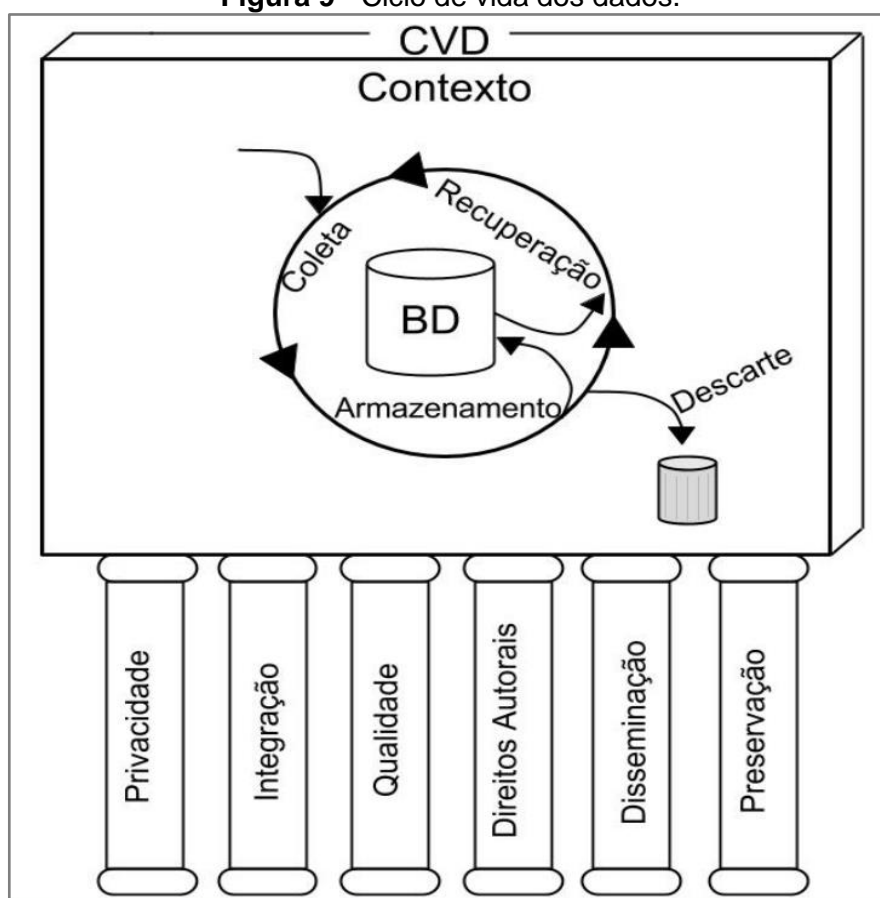 Figura 9 - Ciclo de vida dos dados.
CVD
Contexto
Recuperação
Coleta
BD
Armazenamento
Descarte
Privacidade
Integração
Qualidade
Direitos Autorais
Disseminação
Preservação